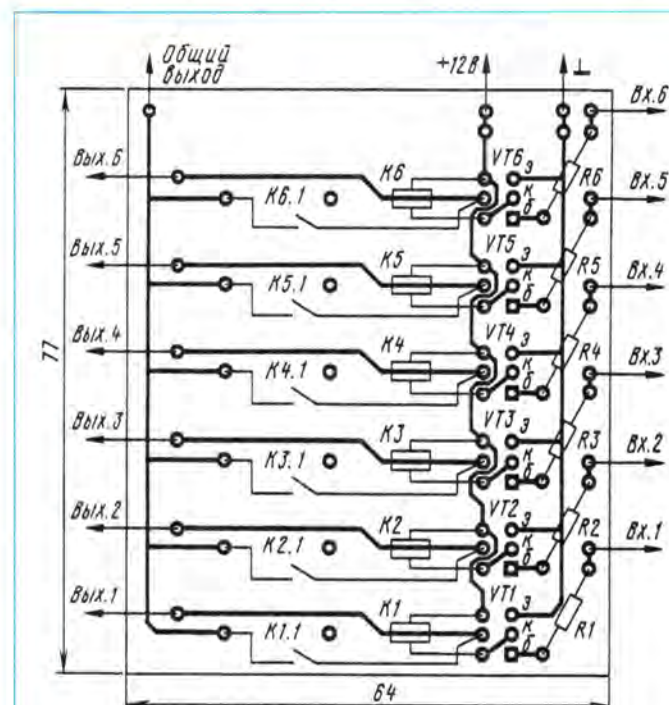 Общий
выход
+12В
⊥
Вх.6
Вых.6
К6
VT6
э
к
б
R6
К6.1
Вх.5
Вых.5
К5
VT5
э
к
б
R5
К5.1
Вх.4
Вых.4
К4
VT4
э
к
б
R4
К4.1
77
Вх.3
Вых.3
К3
VT3
э
к
б
R3
К3.1
Вх.2
Вых.2
К2
VT2
э
к
б
R2
К2.1
Вх.1
Вых.1
К1
VT1
э
к
б
R1
К1.1
64